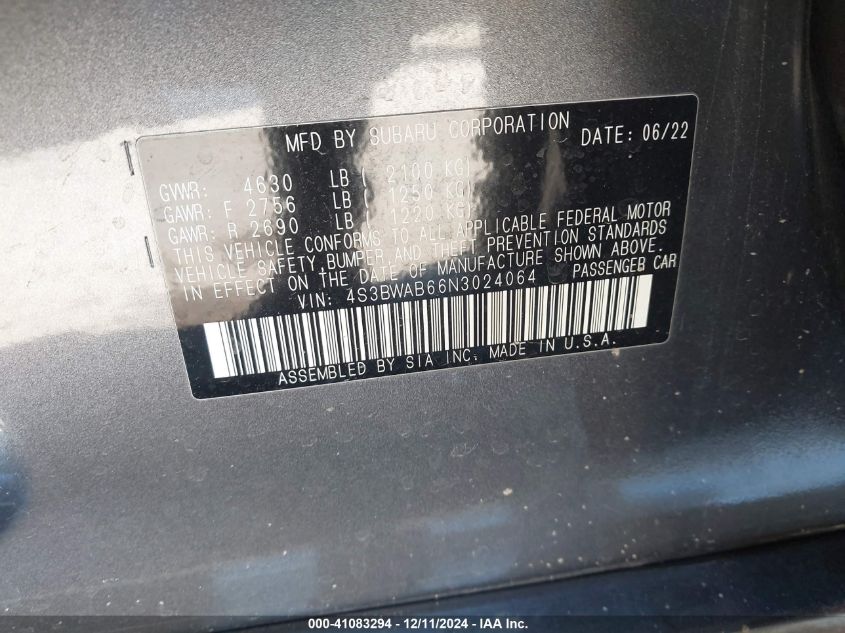 MFD BY SUBARU CORPORATION DATE: 06/22
GVWR: 4630 LB ( 2100 KG)
GAWR: F 2756 LB ( 1250 KG)
GAWR: R 2690 LB ( 1220 KG)
THIS VEHICLE CONFORMS TO ALL APPLICABLE FEDERAL MOTOR
VEHICLE SAFETY, BUMPER, AND THEFT PREVENTION STANDARDS
IN EFFECT ON THE DATE OF MANUFACTURE SHOWN ABOVE.
VIN: 4S3BWAB66N3024064 PASSENGER CAR
ASSEMBLED BY SIA INC. MADE IN U.S.A.
000-41083294 - 12/11/2024 - IAA Inc.